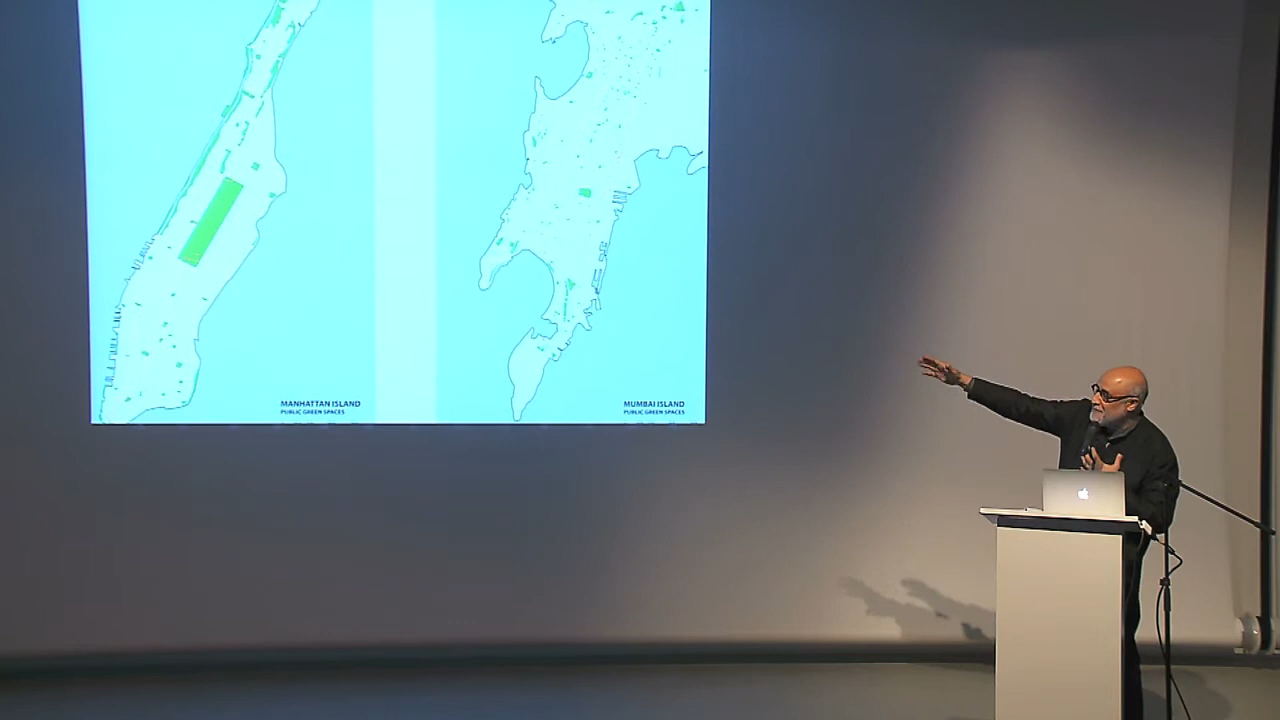 MANHATTAN ISLAND
PUBLIC GREEN SPACES
MUMBAI ISLAND
PUBLIC GREEN SPACES